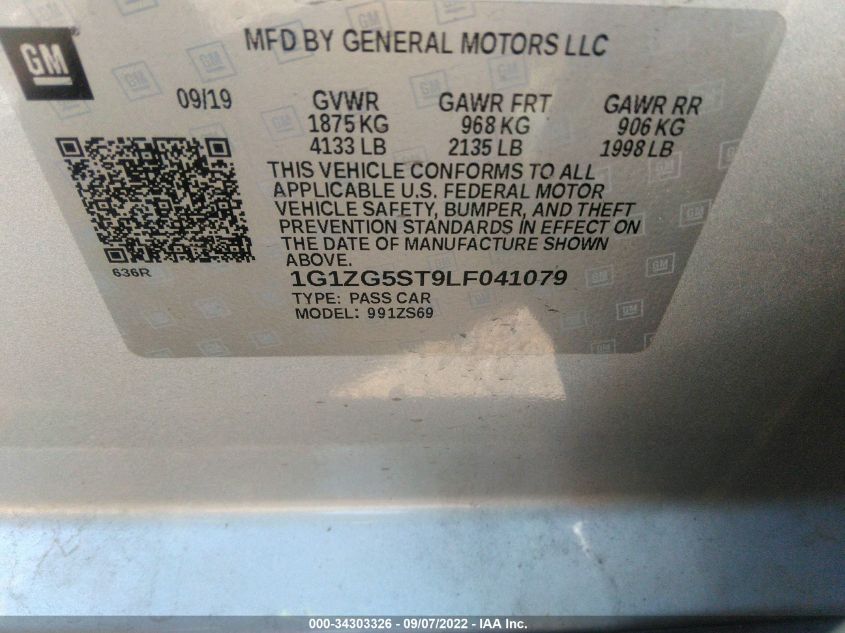 GM
MFD BY GENERAL MOTORS LLC
09/19 GVWR GAWR FRT GAWR RR
1875 KG 968 KG 906 KG
4133 LB 2135 LB 1998 LB
THIS VEHICLE CONFORMS TO ALL
APPLICABLE U.S. FEDERAL MOTOR
VEHICLE SAFETY, BUMPER, AND THEFT
PREVENTION STANDARDS IN EFFECT ON
THE DATE OF MANUFACTURE SHOWN
ABOVE.
636R
1G1ZG5ST9LF041079
TYPE: PASS CAR
MODEL: 991ZS69
000-34303326 - 09/07/2022 - IAA Inc.